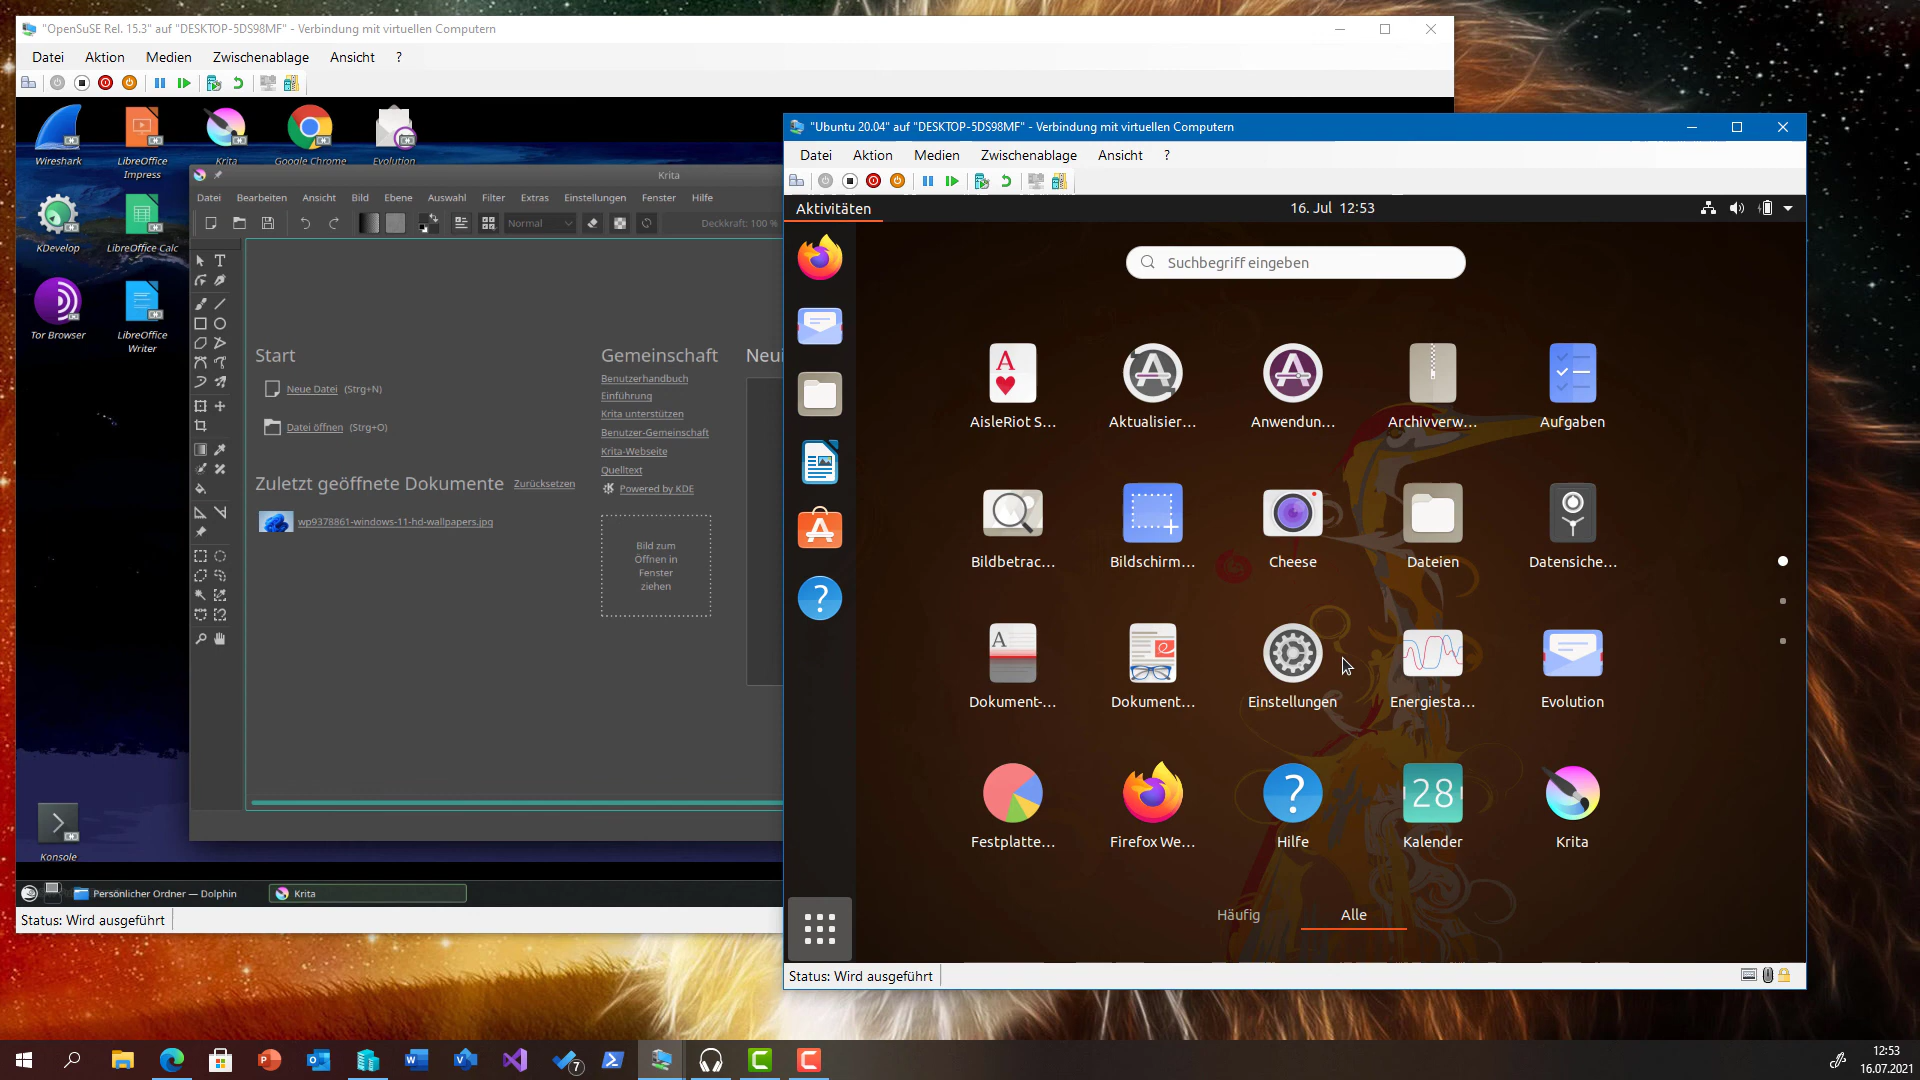 "OpenSuSE Rel. 15.3" auf "DESKTOP-5DS98MF" - Verbindung mit virtuellen Computern
Datei Aktion Medien Zwischenablage Ansicht ?
Wireshark
LibreOffice Impress
Krita
Google Chrome
Evolution
KDevelop
LibreOffice Calc
Tor Browser
LibreOffice Writer
Konsole
Krita
Datei Bearbeiten Ansicht Bild Ebene Auswahl Filter Extras Einstellungen Fenster Hilfe
Normal
Deckkraft: 100 %
Start
Neue Datei (Strg+N)
Datei öffnen (Strg+O)
Zuletzt geöffnete Dokumente Zurücksetzen
wp9378861-windows-11-hd-wallpapers.jpg
Gemeinschaft
Benutzerhandbuch
Einführung
Krita unterstützen
Benutzer-Gemeinschaft
Krita-Webseite
Quelltext
Powered by KDE
Bild zum
Öffnen in
Fenster
ziehen
Neui
Persönlicher Ordner — Dolphin
Krita
Status: Wird ausgeführt
"Ubuntu 20.04" auf "DESKTOP-5DS98MF" - Verbindung mit virtuellen Computern
Datei Aktion Medien Zwischenablage Ansicht ?
Aktivitäten
16. Jul 12:53
Suchbegriff eingeben
AisleRiot S...
Aktualisier...
Anwendun...
Archivverw...
Aufgaben
Bildbetrac...
Bildschirm...
Cheese
Dateien
Datensiche...
Dokument-...
Dokument...
Einstellungen
Energiesta...
Evolution
Festplatte...
Firefox We...
Hilfe
28
Kalender
Krita
Häufig
Alle
Status: Wird ausgeführt
7
12:53
16.07.2021